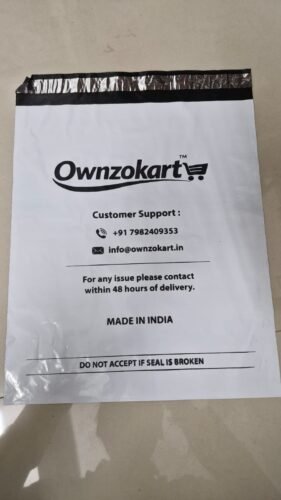 Ownzokart™
Customer Support :
+91 7982409353
info@ownzokart.in
For any issue please contact
within 48 hours of delivery.
MADE IN INDIA
DO NOT ACCEPT IF SEAL IS BROKEN